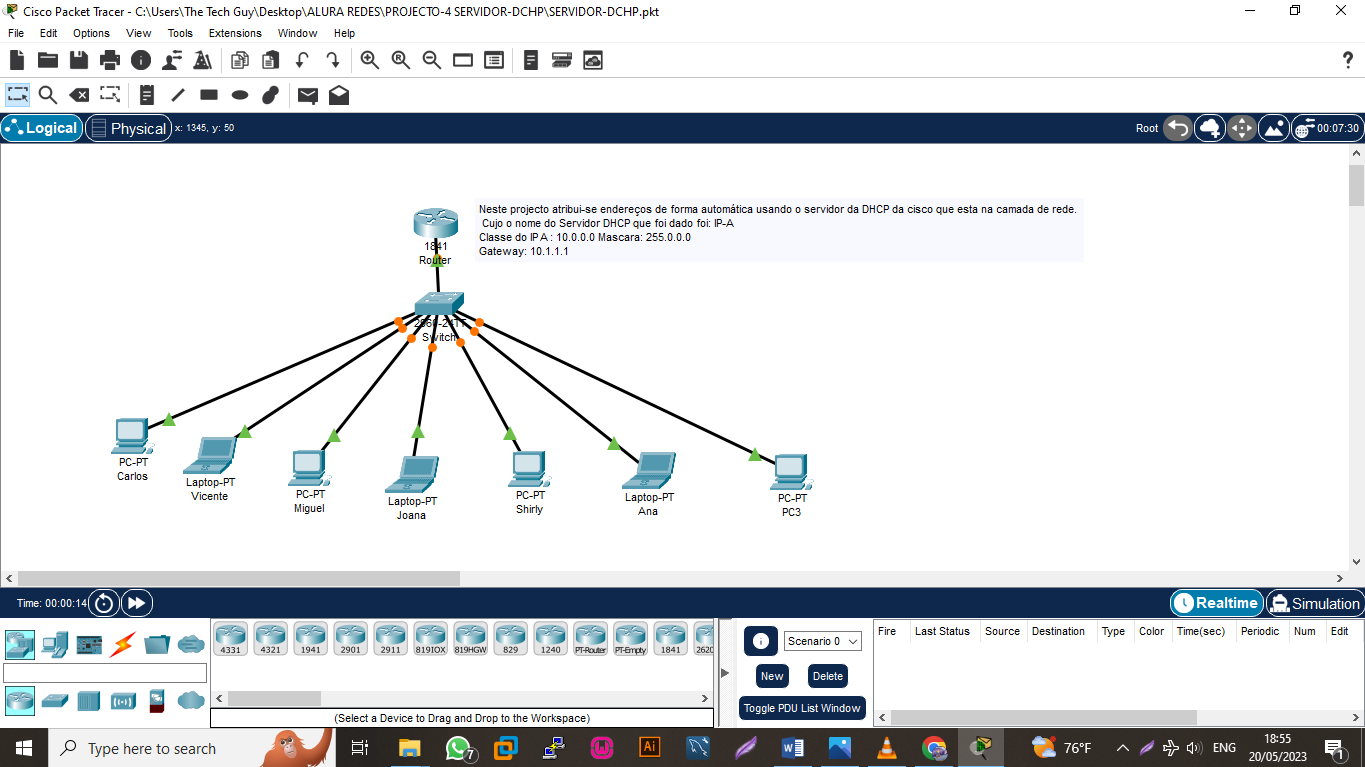 Cisco Packet Tracer - C:\Users\The Tech Guy\Desktop\ALURA REDES\PROJECTO-4 SERVIDOR-DCHP\SERVIDOR-DCHP.pkt
File Edit Options View Tools Extensions Window Help
Logical Physical x: 1345, y: 50 Root 00:07:30
Neste projecto atribui-se endereços de forma automática usando o servidor da DHCP da cisco que esta na camada de rede.
Cujo o nome do Servidor DHCP que foi dado foi: IP-A
Classe do IP A : 10.0.0.0 Mascara: 255.0.0.0
Gateway: 10.1.1.1
1841
Router
2960-24TT
Switch
PC-PT
Carlos
Laptop-PT
Vicente
PC-PT
Miguel
Laptop-PT
Joana
PC-PT
Shirly
Laptop-PT
Ana
PC-PT
PC3
Time: 00:00:14 Realtime Simulation
4331 4321 1941 2901 2911 819IOX 819HGW 829 1240 PT-Router PT-Empty 1841 2620
(Select a Device to Drag and Drop to the Workspace)
Scenario 0
New Delete
Toggle PDU List Window
Fire Last Status Source Destination Type Color Time(sec) Periodic Num Edit
Type here to search
7
Ai
W
76°F
ENG
18:55
20/05/2023
1